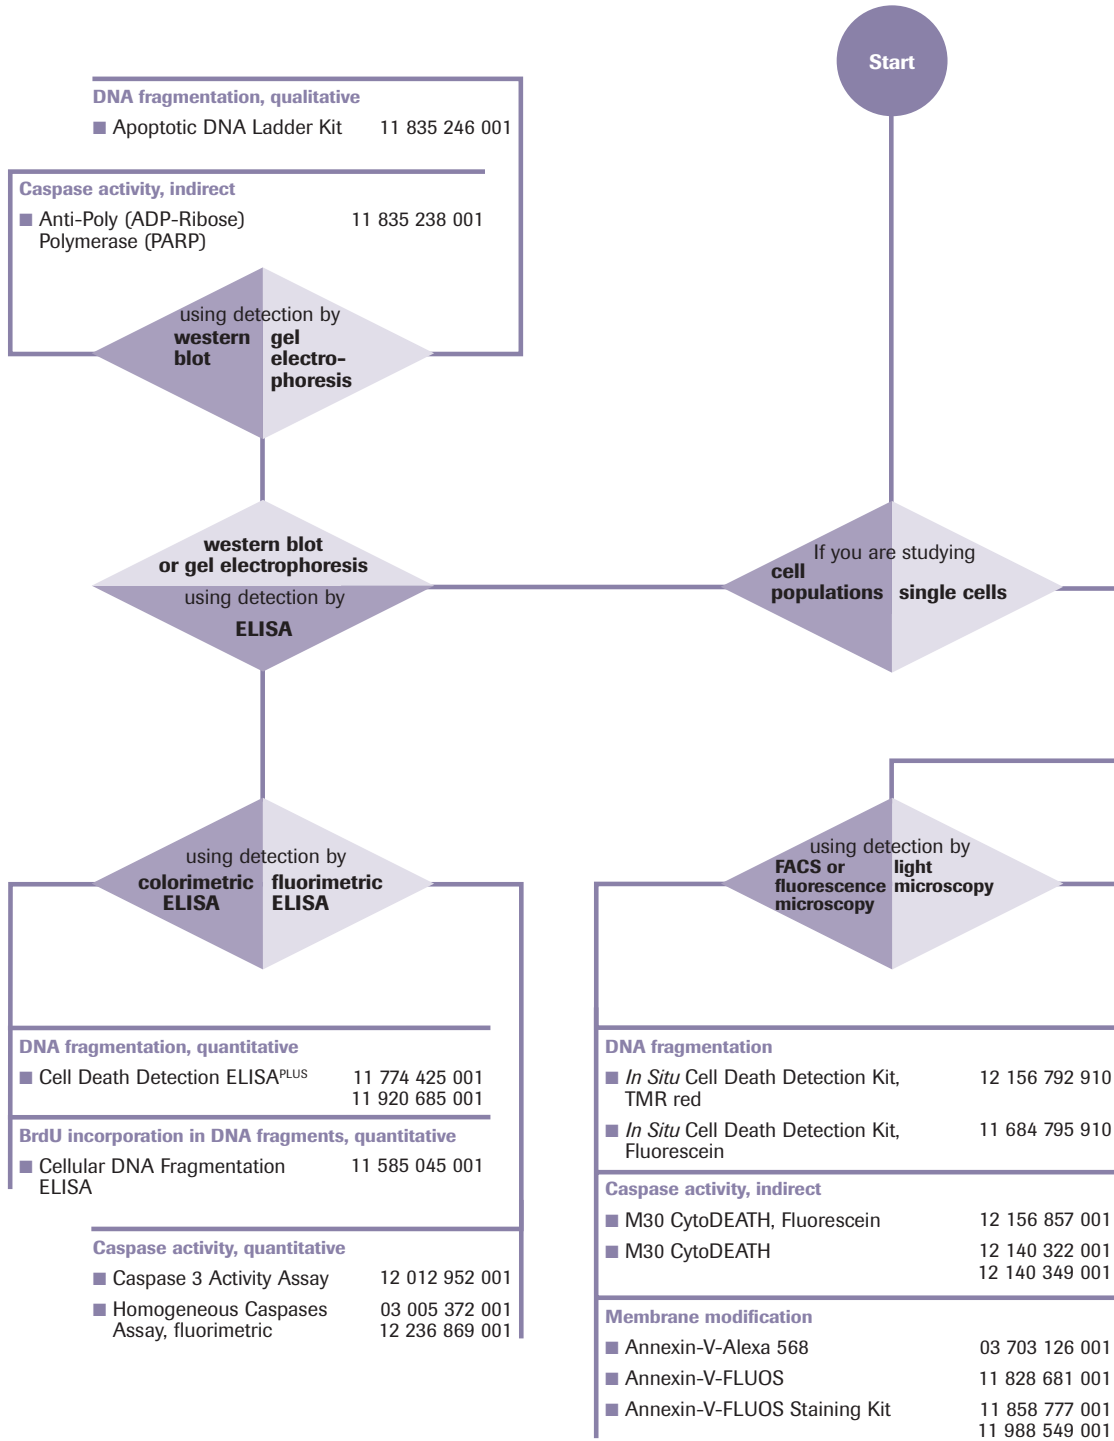 Start
DNA fragmentation, qualitative
■ Apoptotic DNA Ladder Kit 11 835 246 001
Caspase activity, indirect
■ Anti-Poly (ADP-Ribose) 11 835 238 001
Polymerase (PARP)
using detection by
western blot
gel electro-phoresis
western blot
or gel electrophoresis
using detection by
ELISA
If you are studying
cell populations
single cells
using detection by
colorimetric ELISA
fluorimetric ELISA
using detection by
FACS or fluorescence microscopy
light microscopy
DNA fragmentation, quantitative
■ Cell Death Detection ELISAPLUS 11 774 425 001
11 920 685 001
BrdU incorporation in DNA fragments, quantitative
■ Cellular DNA Fragmentation 11 585 045 001
ELISA
Caspase activity, quantitative
■ Caspase 3 Activity Assay 12 012 952 001
■ Homogeneous Caspases 03 005 372 001
Assay, fluorimetric 12 236 869 001
DNA fragmentation
■ In Situ Cell Death Detection Kit, 12 156 792 910
TMR red
■ In Situ Cell Death Detection Kit, 11 684 795 910
Fluorescein
Caspase activity, indirect
■ M30 CytoDEATH, Fluorescein 12 156 857 001
■ M30 CytoDEATH 12 140 322 001
12 140 349 001
Membrane modification
■ Annexin-V-Alexa 568 03 703 126 001
■ Annexin-V-FLUOS 11 828 681 001
■ Annexin-V-FLUOS Staining Kit 11 858 777 001
11 988 549 001